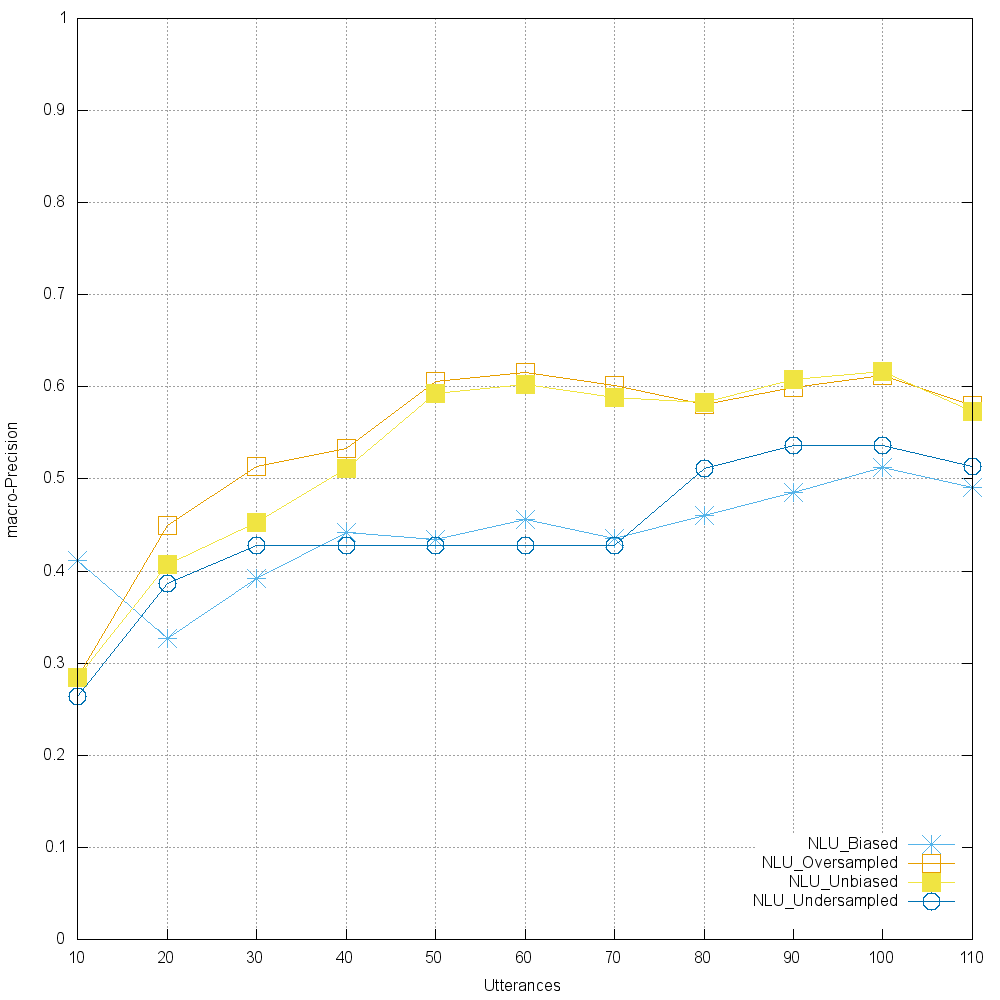 1
0.9
0.8
0.7
0.6
0.5
0.4
0.3
0.2
0.1
0
macro-Precision
NLU_Biased
NLU_Oversampled
NLU_Unbiased
NLU_Undersampled
10 20 30 40 50 60 70 80 90 100 110
Utterances